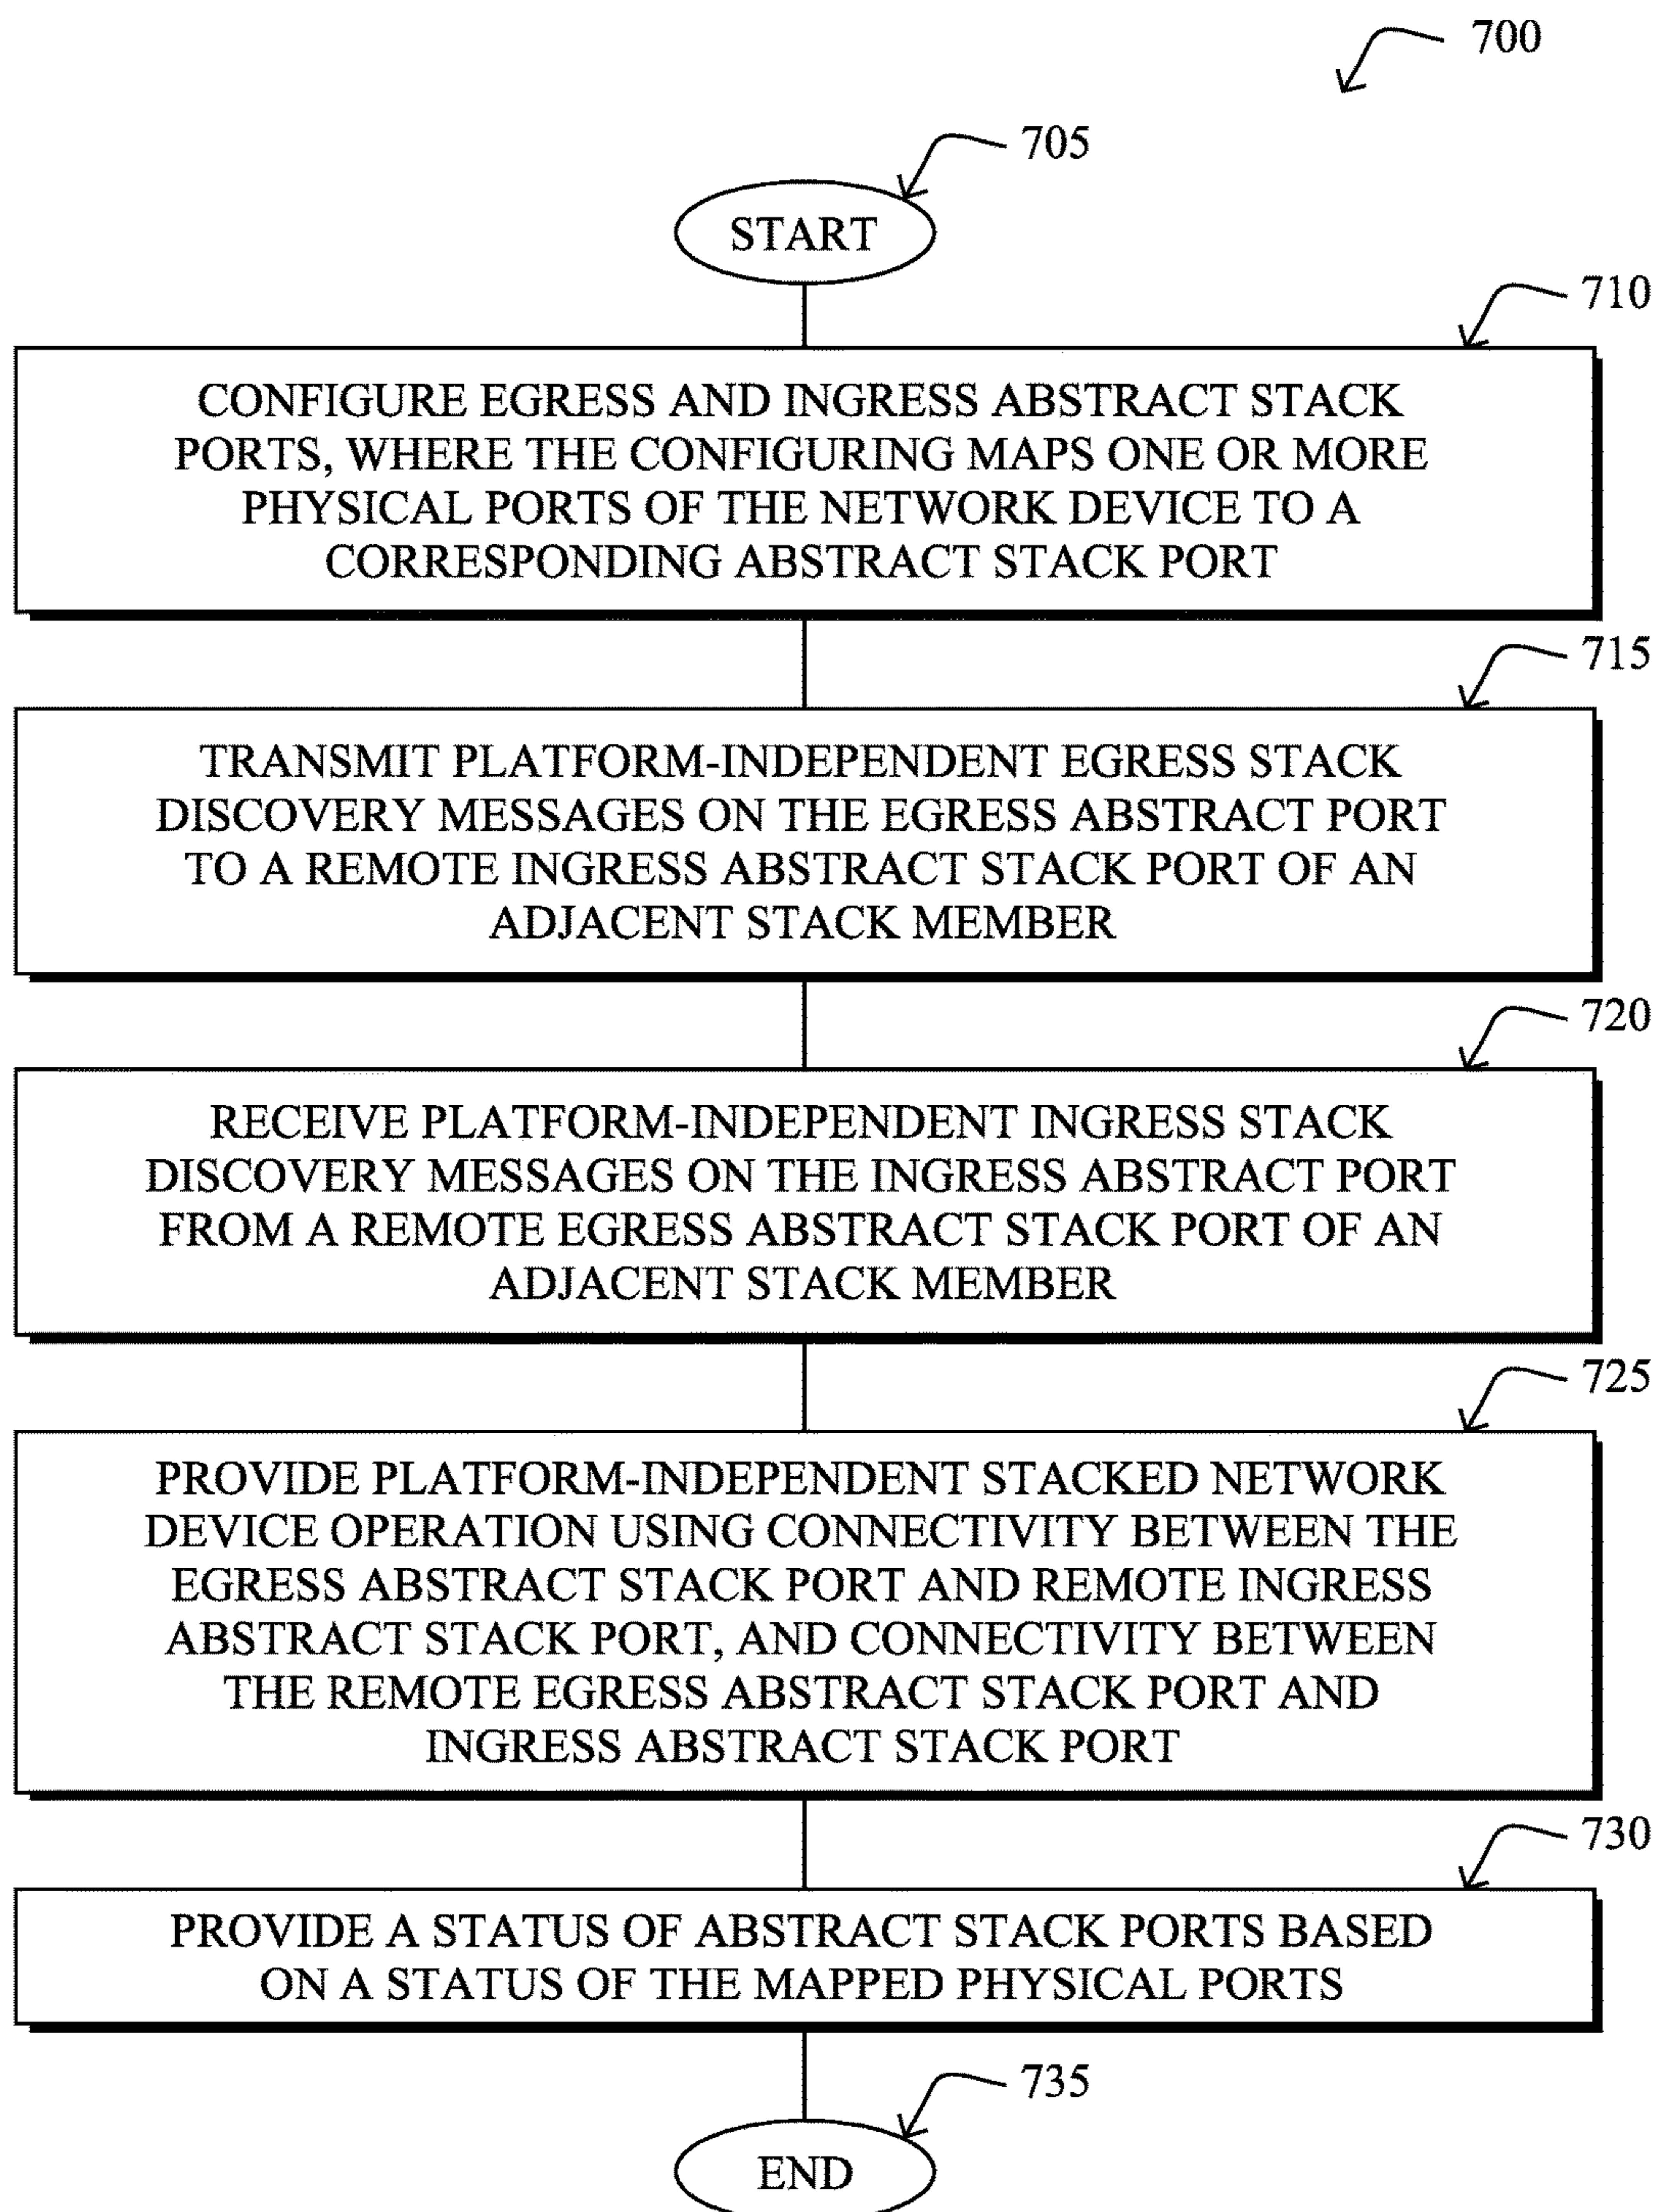 700
705
START
710
CONFIGURE EGRESS AND INGRESS ABSTRACT STACK
PORTS, WHERE THE CONFIGURING MAPS ONE OR MORE
PHYSICAL PORTS OF THE NETWORK DEVICE TO A
CORRESPONDING ABSTRACT STACK PORT
715
TRANSMIT PLATFORM-INDEPENDENT EGRESS STACK
DISCOVERY MESSAGES ON THE EGRESS ABSTRACT PORT
TO A REMOTE INGRESS ABSTRACT STACK PORT OF AN
ADJACENT STACK MEMBER
720
RECEIVE PLATFORM-INDEPENDENT INGRESS STACK
DISCOVERY MESSAGES ON THE INGRESS ABSTRACT PORT
FROM A REMOTE EGRESS ABSTRACT STACK PORT OF AN
ADJACENT STACK MEMBER
725
PROVIDE PLATFORM-INDEPENDENT STACKED NETWORK
DEVICE OPERATION USING CONNECTIVITY BETWEEN THE
EGRESS ABSTRACT STACK PORT AND REMOTE INGRESS
ABSTRACT STACK PORT, AND CONNECTIVITY BETWEEN
THE REMOTE EGRESS ABSTRACT STACK PORT AND
INGRESS ABSTRACT STACK PORT
730
PROVIDE A STATUS OF ABSTRACT STACK PORTS BASED
ON A STATUS OF THE MAPPED PHYSICAL PORTS
735
END